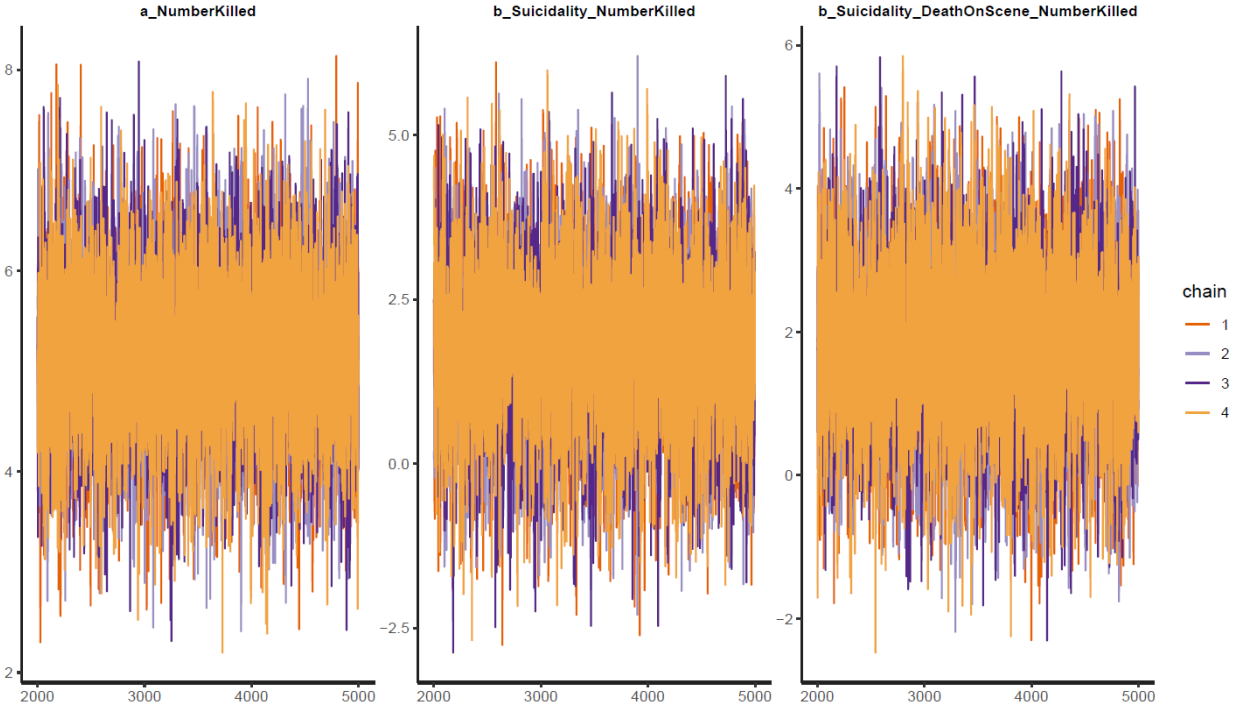 a_NumberKilled
b_Suicidality_NumberKilled
b_Suicidality_DeathOnScene_NumberKilled
8
6
4
2
2000 3000 4000 5000
5.0
2.5
0.0
−2.5
2000 3000 4000 5000
6
4
2
0
−2
2000 3000 4000 5000
chain
1
2
3
4